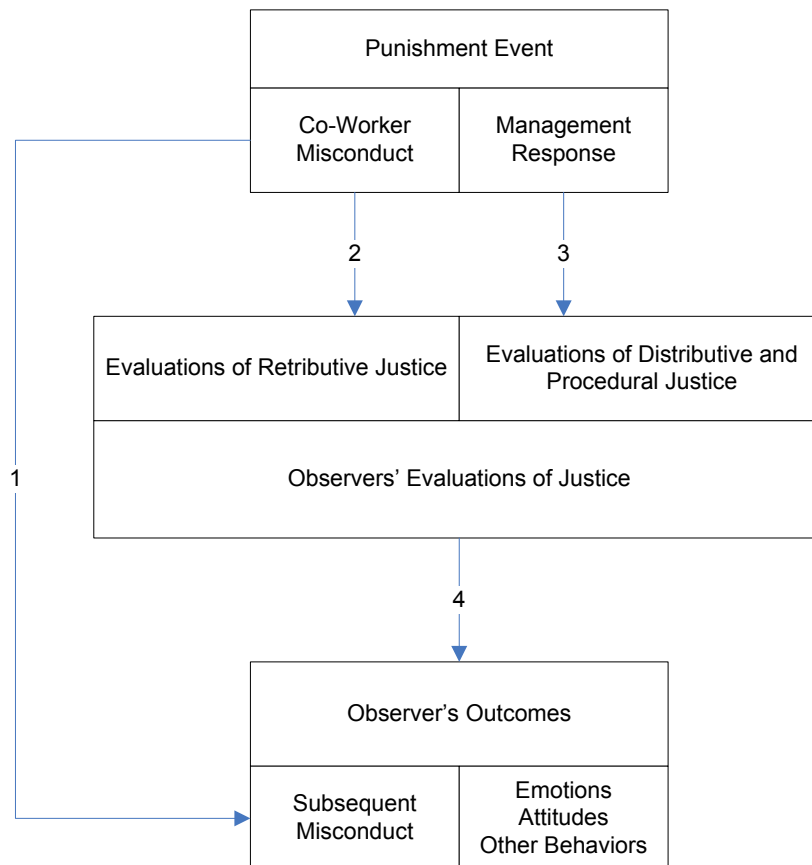 Punishment Event
Co-Worker
Misconduct
Management
Response
2
3
Evaluations of Retributive Justice
Evaluations of Distributive and
Procedural Justice
1
Observers’ Evaluations of Justice
4
Observer’s Outcomes
Subsequent
Misconduct
Emotions
Attitudes
Other Behaviors